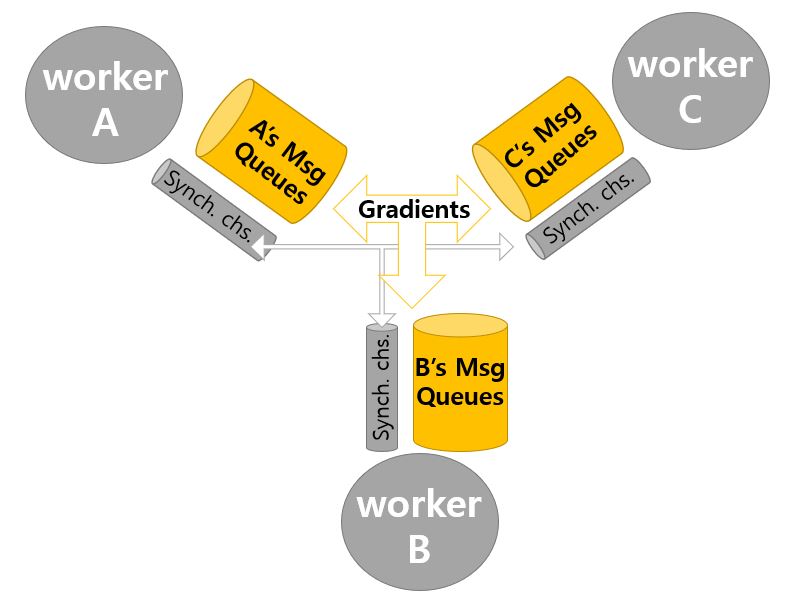 worker
A
A's Msg
Queues
Synch. chs.
worker
C
C's Msg
Queues
Synch. chs.
Gradients
Synch. chs.
B's Msg
Queues
worker
B